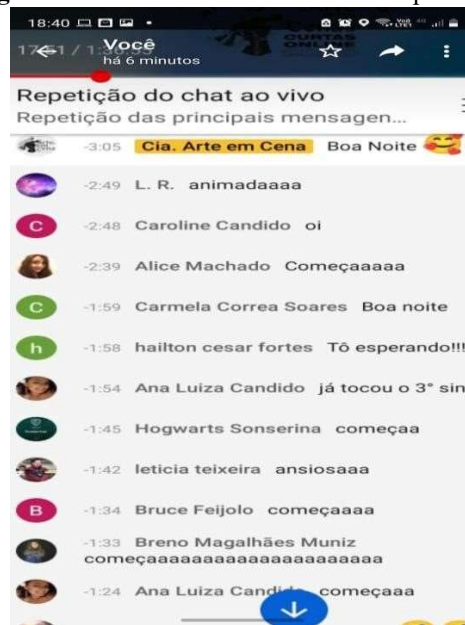 18:40
Você
há 6 minutos
CURTAS
ONLINE
Repetição do chat ao vivo
Repetição das principais mensagen...
-3:05 Cia. Arte em Cena Boa Noite
-2:49 L. R. animadaaaa
C -2:48 Caroline Candido oi
-2:39 Alice Machado Começaaaaa
C -1:59 Carmela Correa Soares Boa noite
h -1:58 hailton cesar fortes Tô esperando!!!
-1:54 Ana Luiza Candido já tocou o 3° sin
-1:45 Hogwarts Sonserina começaa
-1:42 leticia teixeira ansiosaaa
B -1:34 Bruce Feijolo começaaaa
-1:33 Breno Magalhães Muniz
começaaaaaaaaaaaaaaaaaaaaaa
-1:24 Ana Luiza Candido começaaa